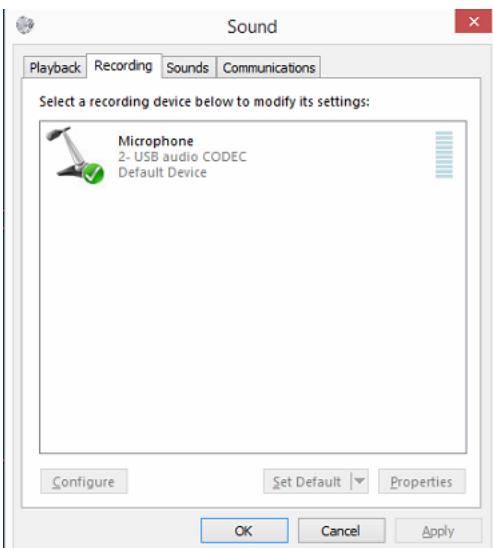 Sound
Playback Recording Sounds Communications
Select a recording device below to modify its settings:
Microphone
2- USB audio CODEC
Default Device
Configure Set Default Properties
OK Cancel Apply